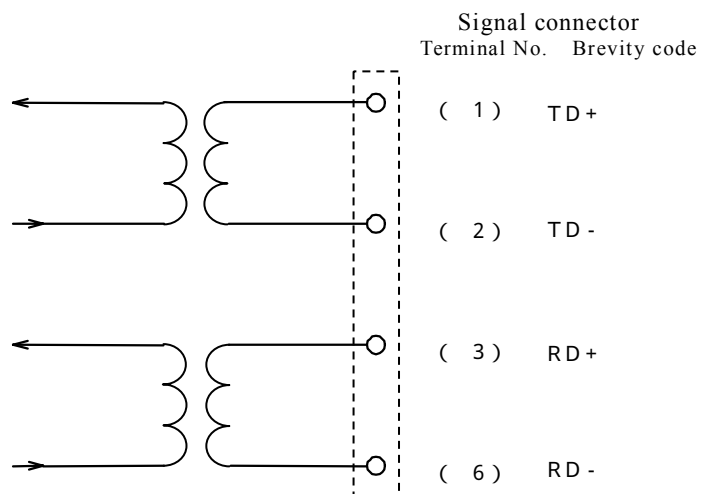 Signal connector
Terminal No. Brevity code
( 1 ) TD+
( 2 ) TD-
( 3 ) RD+
( 6 ) RD-